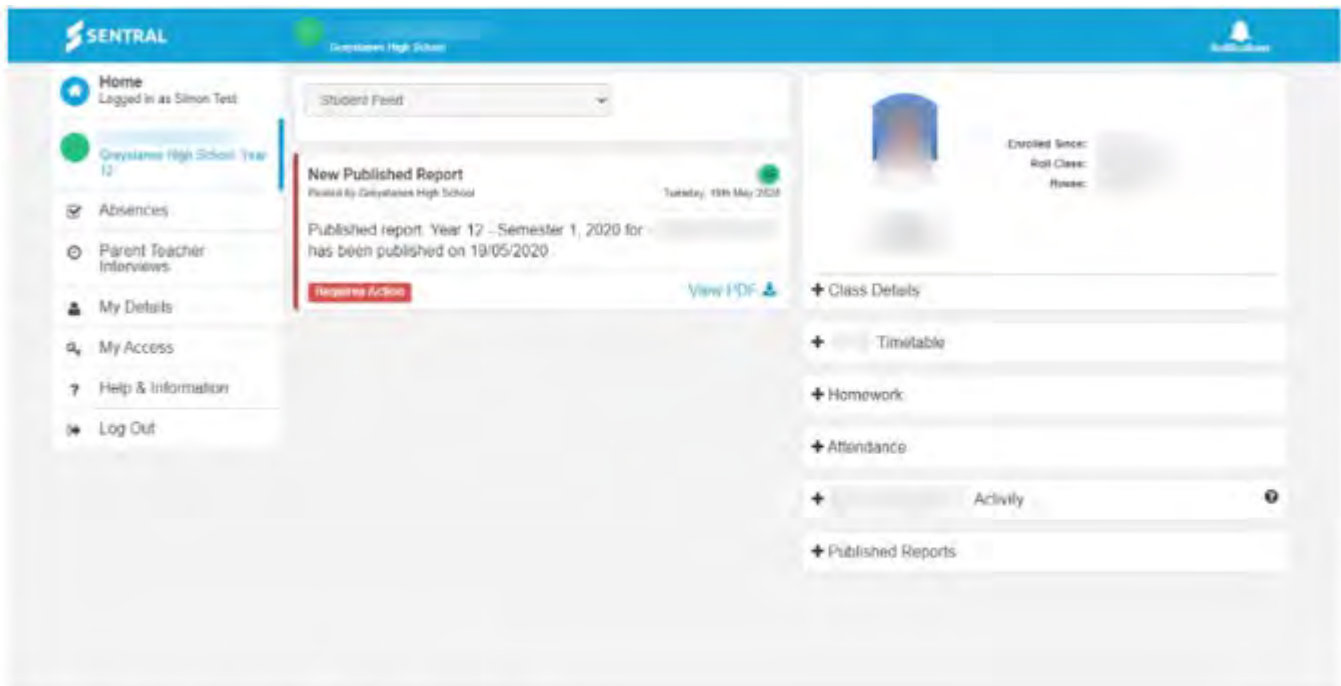 SENTRAL
Greystanes High School
Notifications
Home
Logged in as Simon Test
Greystanes High School Year
12
Absences
Parent Teacher
Interviews
My Details
My Access
Help & Information
Log Out
Student Feed
New Published Report
Posted by Greystanes High School
Tuesday, 19th May 2020
Published report. Year 12 - Semester 1, 2020 for
has been published on 19/05/2020
Requires Action
View PDF
Enrolled Since:
Roll Class:
House:
+ Class Details
+ Timetable
+ Homework
+ Attendance
+ Activity
+ Published Reports